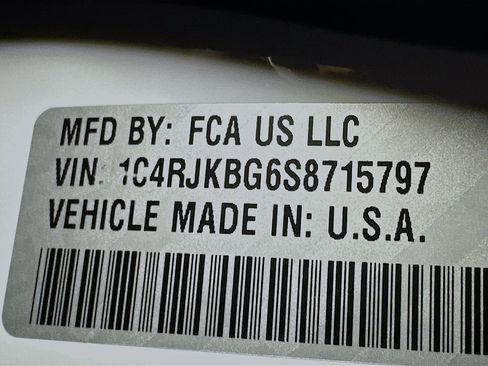 MFD BY: FCA US LLC
VIN: 1C4RJKBG6S8715797
VEHICLE MADE IN: U.S.A.